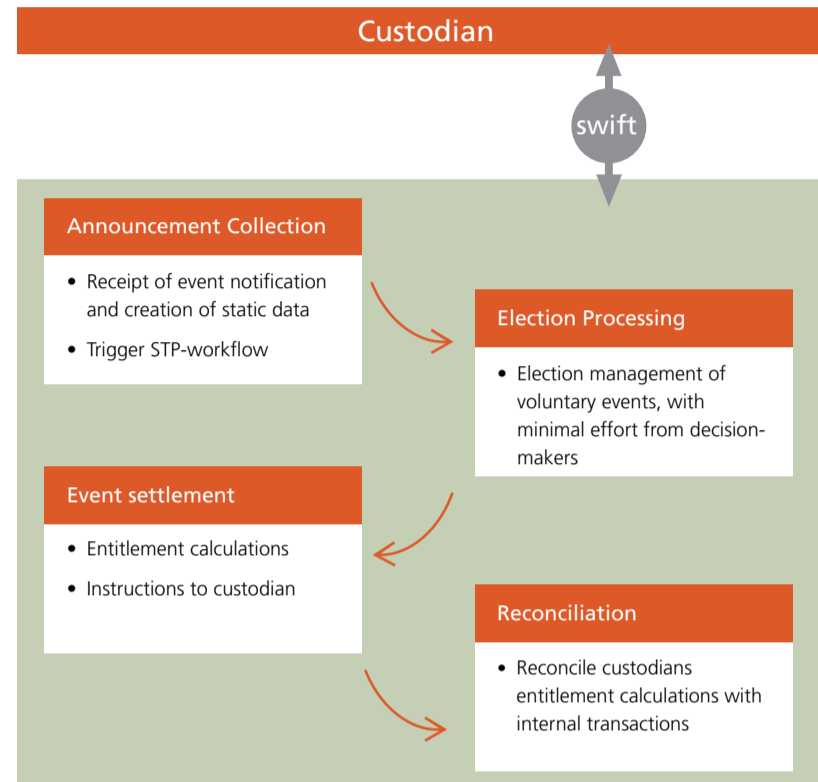 Custodian
swift
Announcement Collection
• Receipt of event notification
and creation of static data
• Trigger STP-workflow
Election Processing
• Election management of
voluntary events, with
minimal effort from decision-
makers
Event settlement
• Entitlement calculations
• Instructions to custodian
Reconciliation
• Reconcile custodians
entitlement calculations with
internal transactions